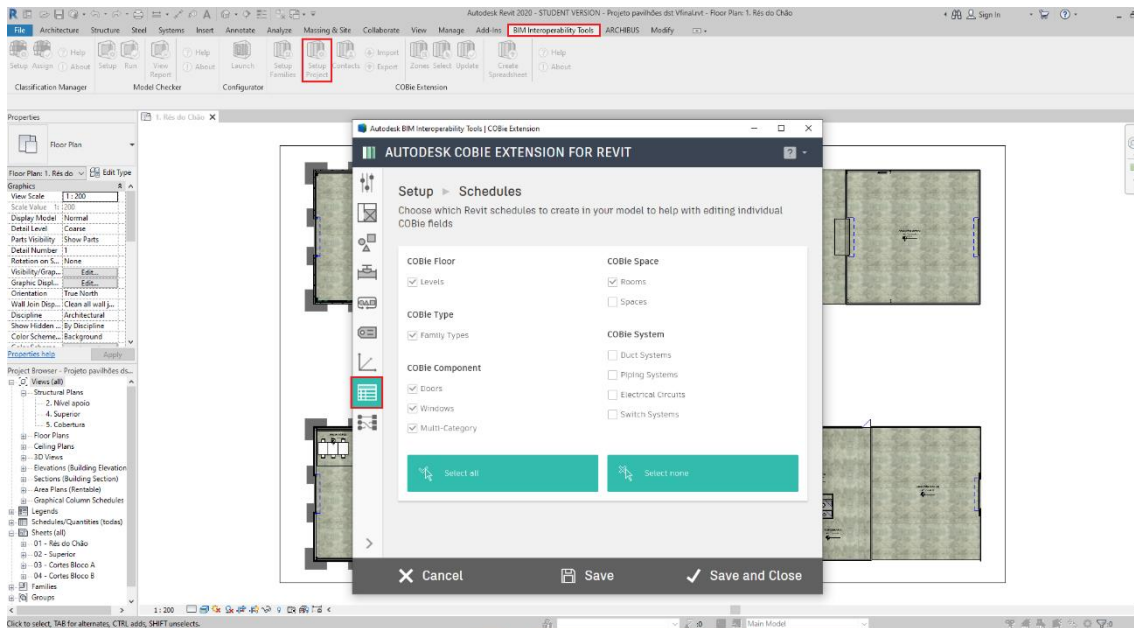 Autodesk Revit 2020 - STUDENT VERSION - Projeto pavilhões dst Vfinal.rvt - Floor Plan: 1. Rés do Chão
Sign In
File Architecture Structure Steel Systems Insert Annotate Analyze Massing & Site Collaborate View Manage Add-Ins BIM Interoperability Tools ARCHIBUS Modify
Help Help Import Help
Setup Assign About Setup Run View Report About Launch Setup Families Setup Project Contacts Export Zones Select Update Create Spreadsheet About
Classification Manager Model Checker Configurator COBie Extension
Properties
1. Rés do Chão
Floor Plan
Floor Plan: 1. Rés do Edit Type
Graphics
View Scale 1 : 200
Scale Value 1: 200
Display Model Normal
Detail Level Coarse
Parts Visibility Show Parts
Detail Number 1
Rotation on S... None
Visibility/Grap... Edit...
Graphic Displ... Edit...
Orientation True North
Wall Join Disp... Clean all wall j...
Discipline Architectural
Show Hidden ... By Discipline
Color Scheme... Background
Properties help Apply
Project Browser - Projeto pavilhões ds...
Views (all)
Structural Plans
2. Nível apoio
4. Superior
5. Cobertura
Floor Plans
Ceiling Plans
3D Views
Elevations (Building Elevation
Sections (Building Section)
Area Plans (Rentable)
Graphical Column Schedules
Legends
Schedules/Quantities (todas)
Sheets (all)
01 - Rés do Chão
02 - Superior
03 - Cortes Bloco A
04 - Cortes Bloco B
Families
Groups
Autodesk BIM Interoperability Tools | COBie Extension
AUTODESK COBIE EXTENSION FOR REVIT
Setup Schedules
Choose which Revit schedules to create in your model to help with editing individual
COBie fields
COBie Floor
Levels
COBie Type
Family Types
COBie Component
Doors
Windows
Multi-Category
COBie Space
Rooms
Spaces
COBie System
Duct Systems
Piping Systems
Electrical Circuits
Switch Systems
Select all
Select none
Cancel Save Save and Close
1 : 200
Click to select, TAB for alternates, CTRL adds, SHIFT unselects.
:0 Main Model